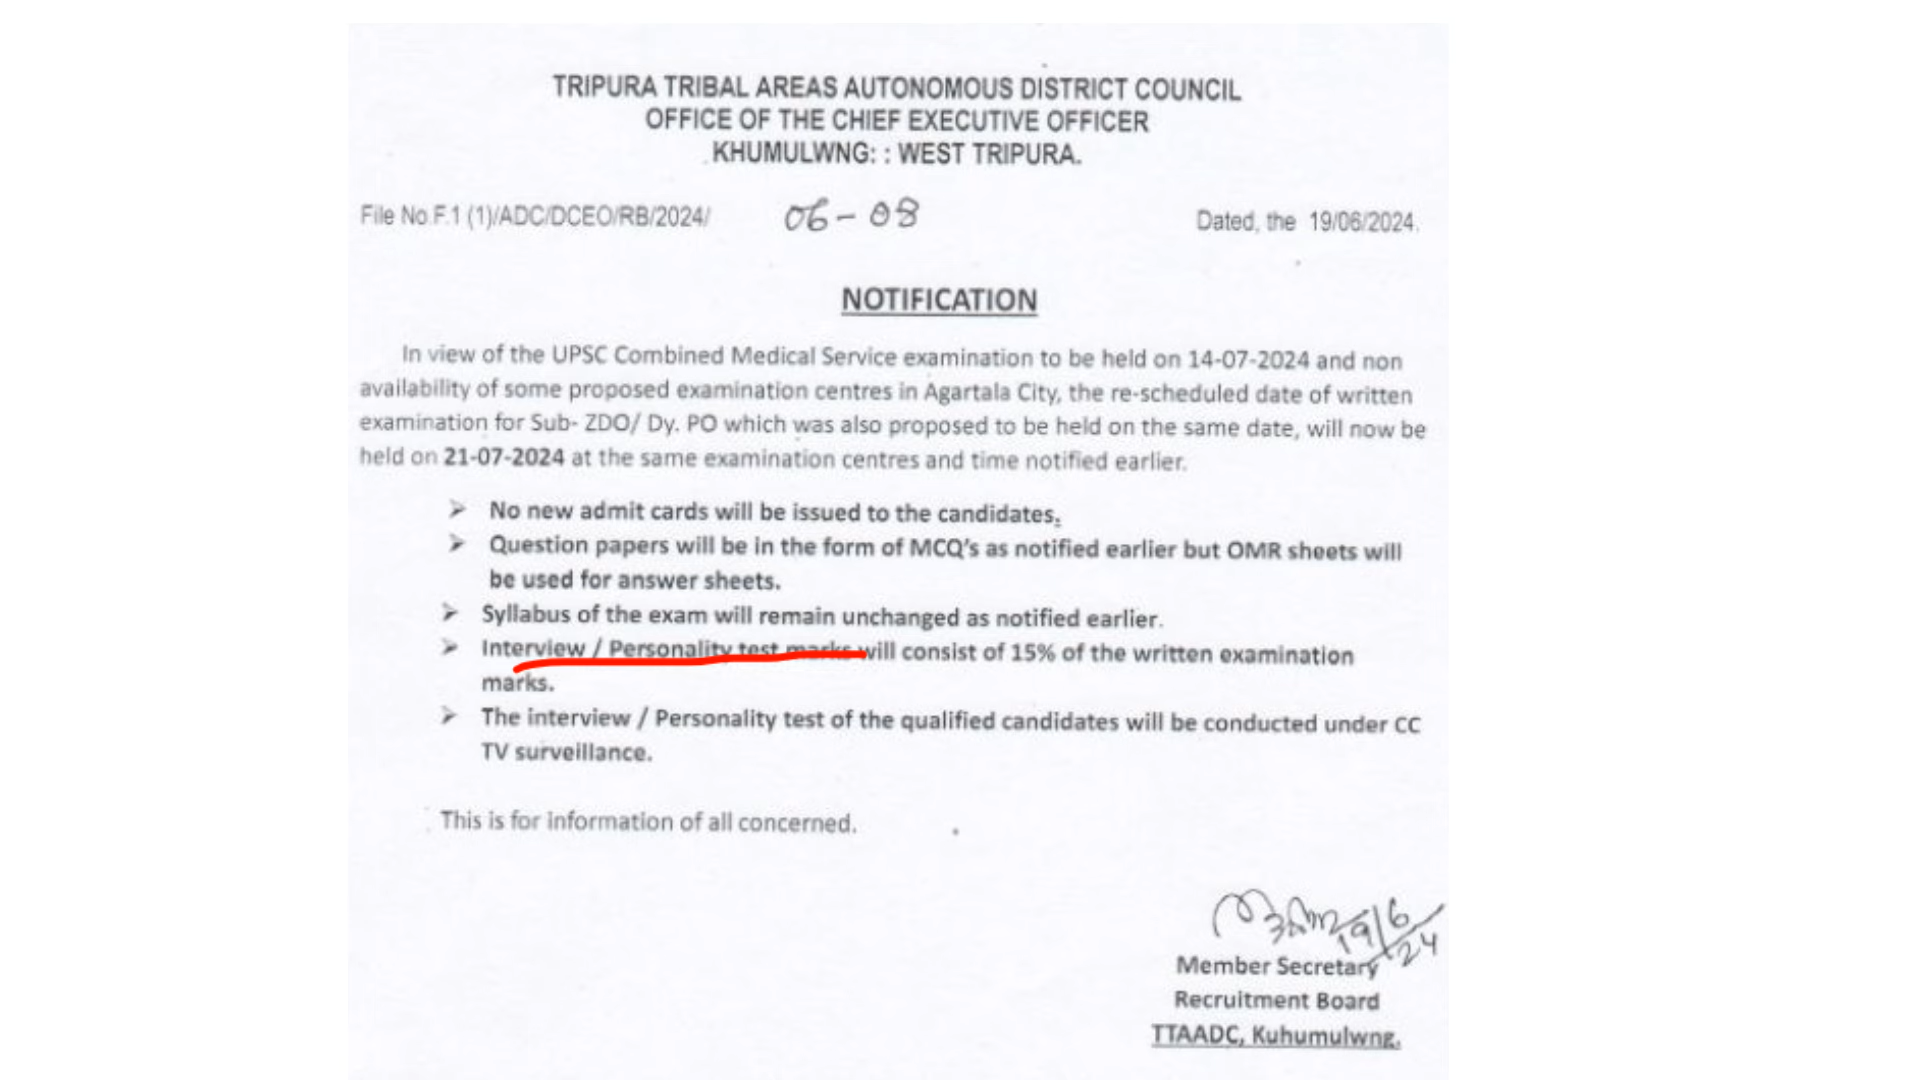 TRIPURA TRIBAL AREAS AUTONOMOUS DISTRICT COUNCIL
OFFICE OF THE CHIEF EXECUTIVE OFFICER
KHUMULWNG: : WEST TRIPURA.
File No.F.1 (1)/ADC/DCEO/RB/2024/ 06-08 Dated, the 19/06/2024.
NOTIFICATION
In view of the UPSC Combined Medical Service examination to be held on 14-07-2024 and non
availability of some proposed examination centres in Agartala City, the re-scheduled date of written
examination for Sub- ZDO/ Dy. PO which was also proposed to be held on the same date, will now be
held on 21-07-2024 at the same examination centres and time notified earlier.
➢ No new admit cards will be issued to the candidates.
➢ Question papers will be in the form of MCQ's as notified earlier but OMR sheets will
be used for answer sheets.
➢ Syllabus of the exam will remain unchanged as notified earlier.
➢ Interview / Personality test marks will consist of 15% of the written examination
marks.
➢ The interview / Personality test of the qualified candidates will be conducted under CC
TV surveillance.
This is for information of all concerned.
19/6/24
Member Secretary
Recruitment Board
TTAADC, Kuhumulwng.